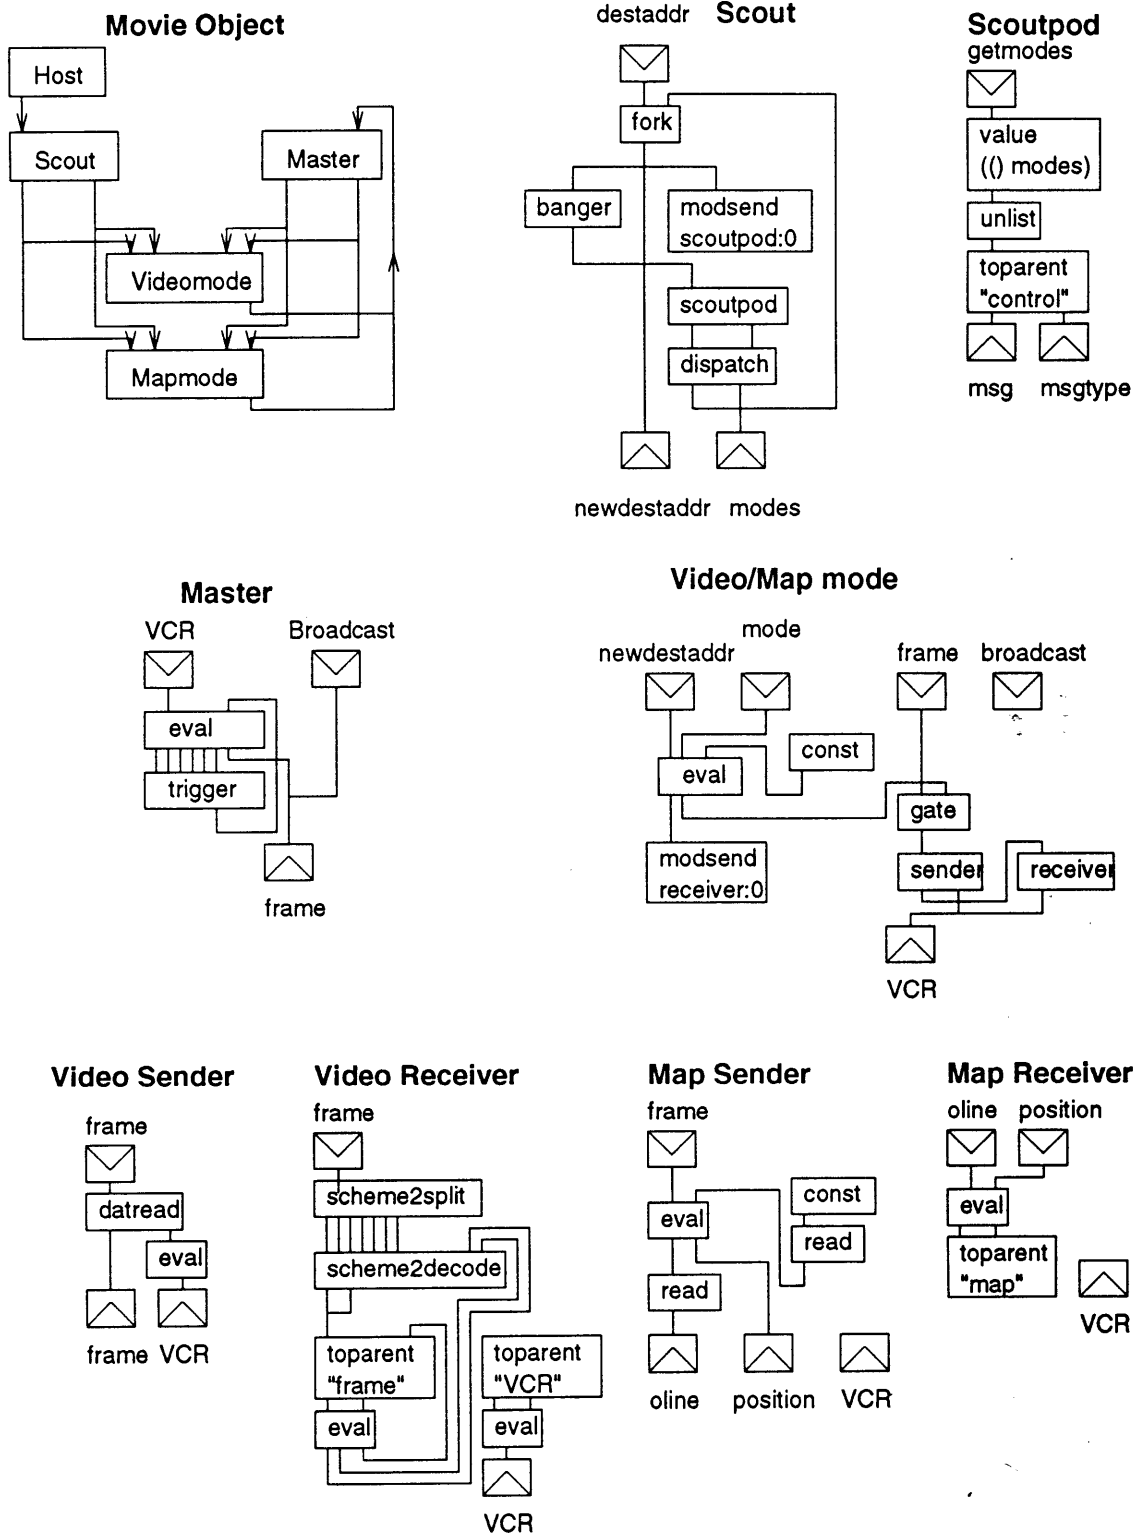 Movie Object
Host
Scout
Master
Videomode
Mapmode
destaddr
Scout
fork
banger
modsend
scoutpod:0
scoutpod
dispatch
newdestaddr
modes
Scoutpod
getmodes
value
(() modes)
unlist
toparent
"control"
msg
msgtype
Master
VCR
Broadcast
eval
trigger
frame
Video/Map mode
mode
newdestaddr
frame
broadcast
const
eval
gate
modsend
receiver:0
sender
receiver
VCR
Video Sender
frame
datread
eval
frame
VCR
Video Receiver
frame
scheme2split
scheme2decode
toparent
"frame"
toparent
"VCR"
eval
eval
VCR
Map Sender
frame
const
eval
read
read
oline
position
VCR
Map Receiver
oline
position
eval
toparent
"map"
VCR